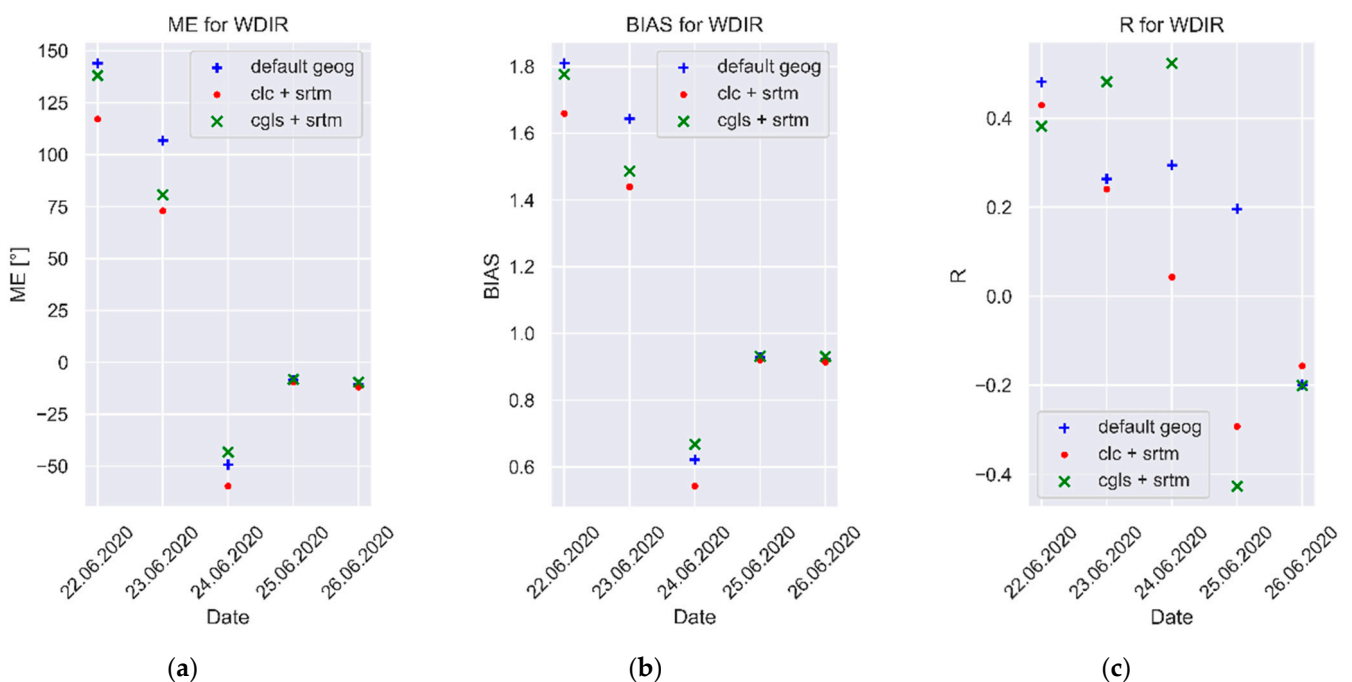 ME for WDIR
150
125
100
75
50
25
0
−25
−50
ME [°]
default geog
clc + srtm
cgls + srtm
22.06.2020
23.06.2020
24.06.2020
25.06.2020
26.06.2020
Date
(a)
BIAS for WDIR
1.8
1.6
1.4
1.2
1.0
0.8
0.6
BIAS
default geog
clc + srtm
cgls + srtm
22.06.2020
23.06.2020
24.06.2020
25.06.2020
26.06.2020
Date
(b)
R for WDIR
0.4
0.2
0.0
−0.2
−0.4
R
default geog
clc + srtm
cgls + srtm
22.06.2020
23.06.2020
24.06.2020
25.06.2020
26.06.2020
Date
(c)